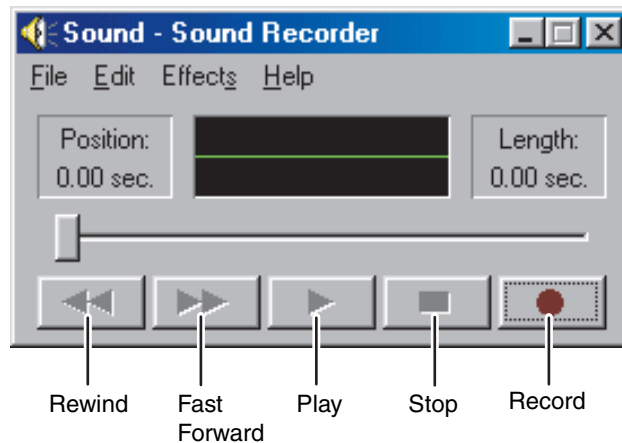 Sound - Sound Recorder
File Edit Effects Help
Position:
0.00 sec.
Length:
0.00 sec.
Rewind
Fast
Forward
Play
Stop
Record